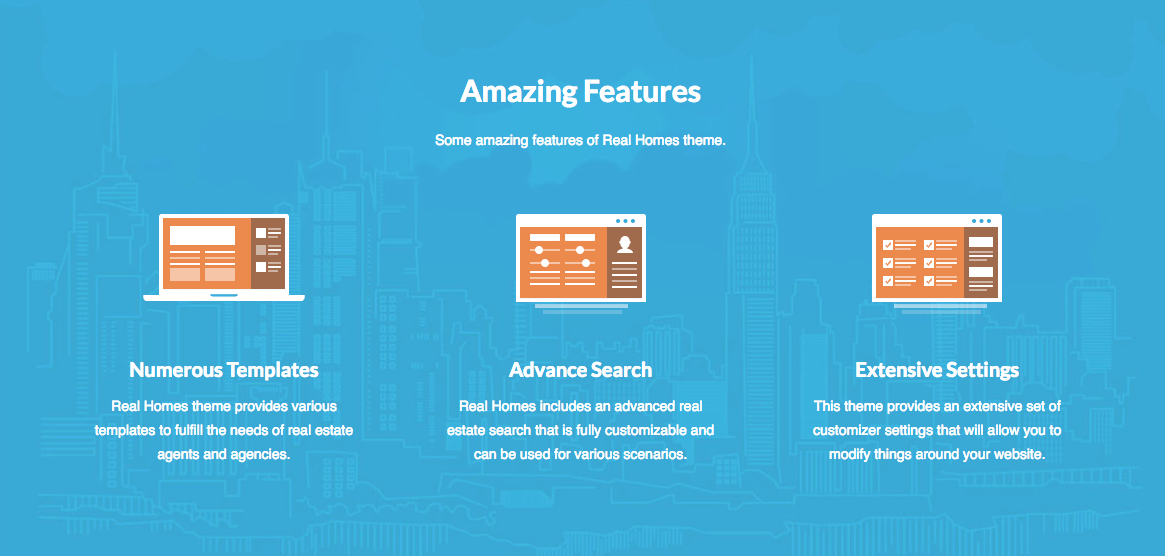 Amazing Features
Some amazing features of Real Homes theme.
Numerous Templates
Real Homes theme provides various
templates to fulfill the needs of real estate
agents and agencies.
Advance Search
Real Homes includes an advanced real
estate search that is fully customizable and
can be used for various scenarios.
Extensive Settings
This theme provides an extensive set of
customizer settings that will allow you to
modify things around your website.